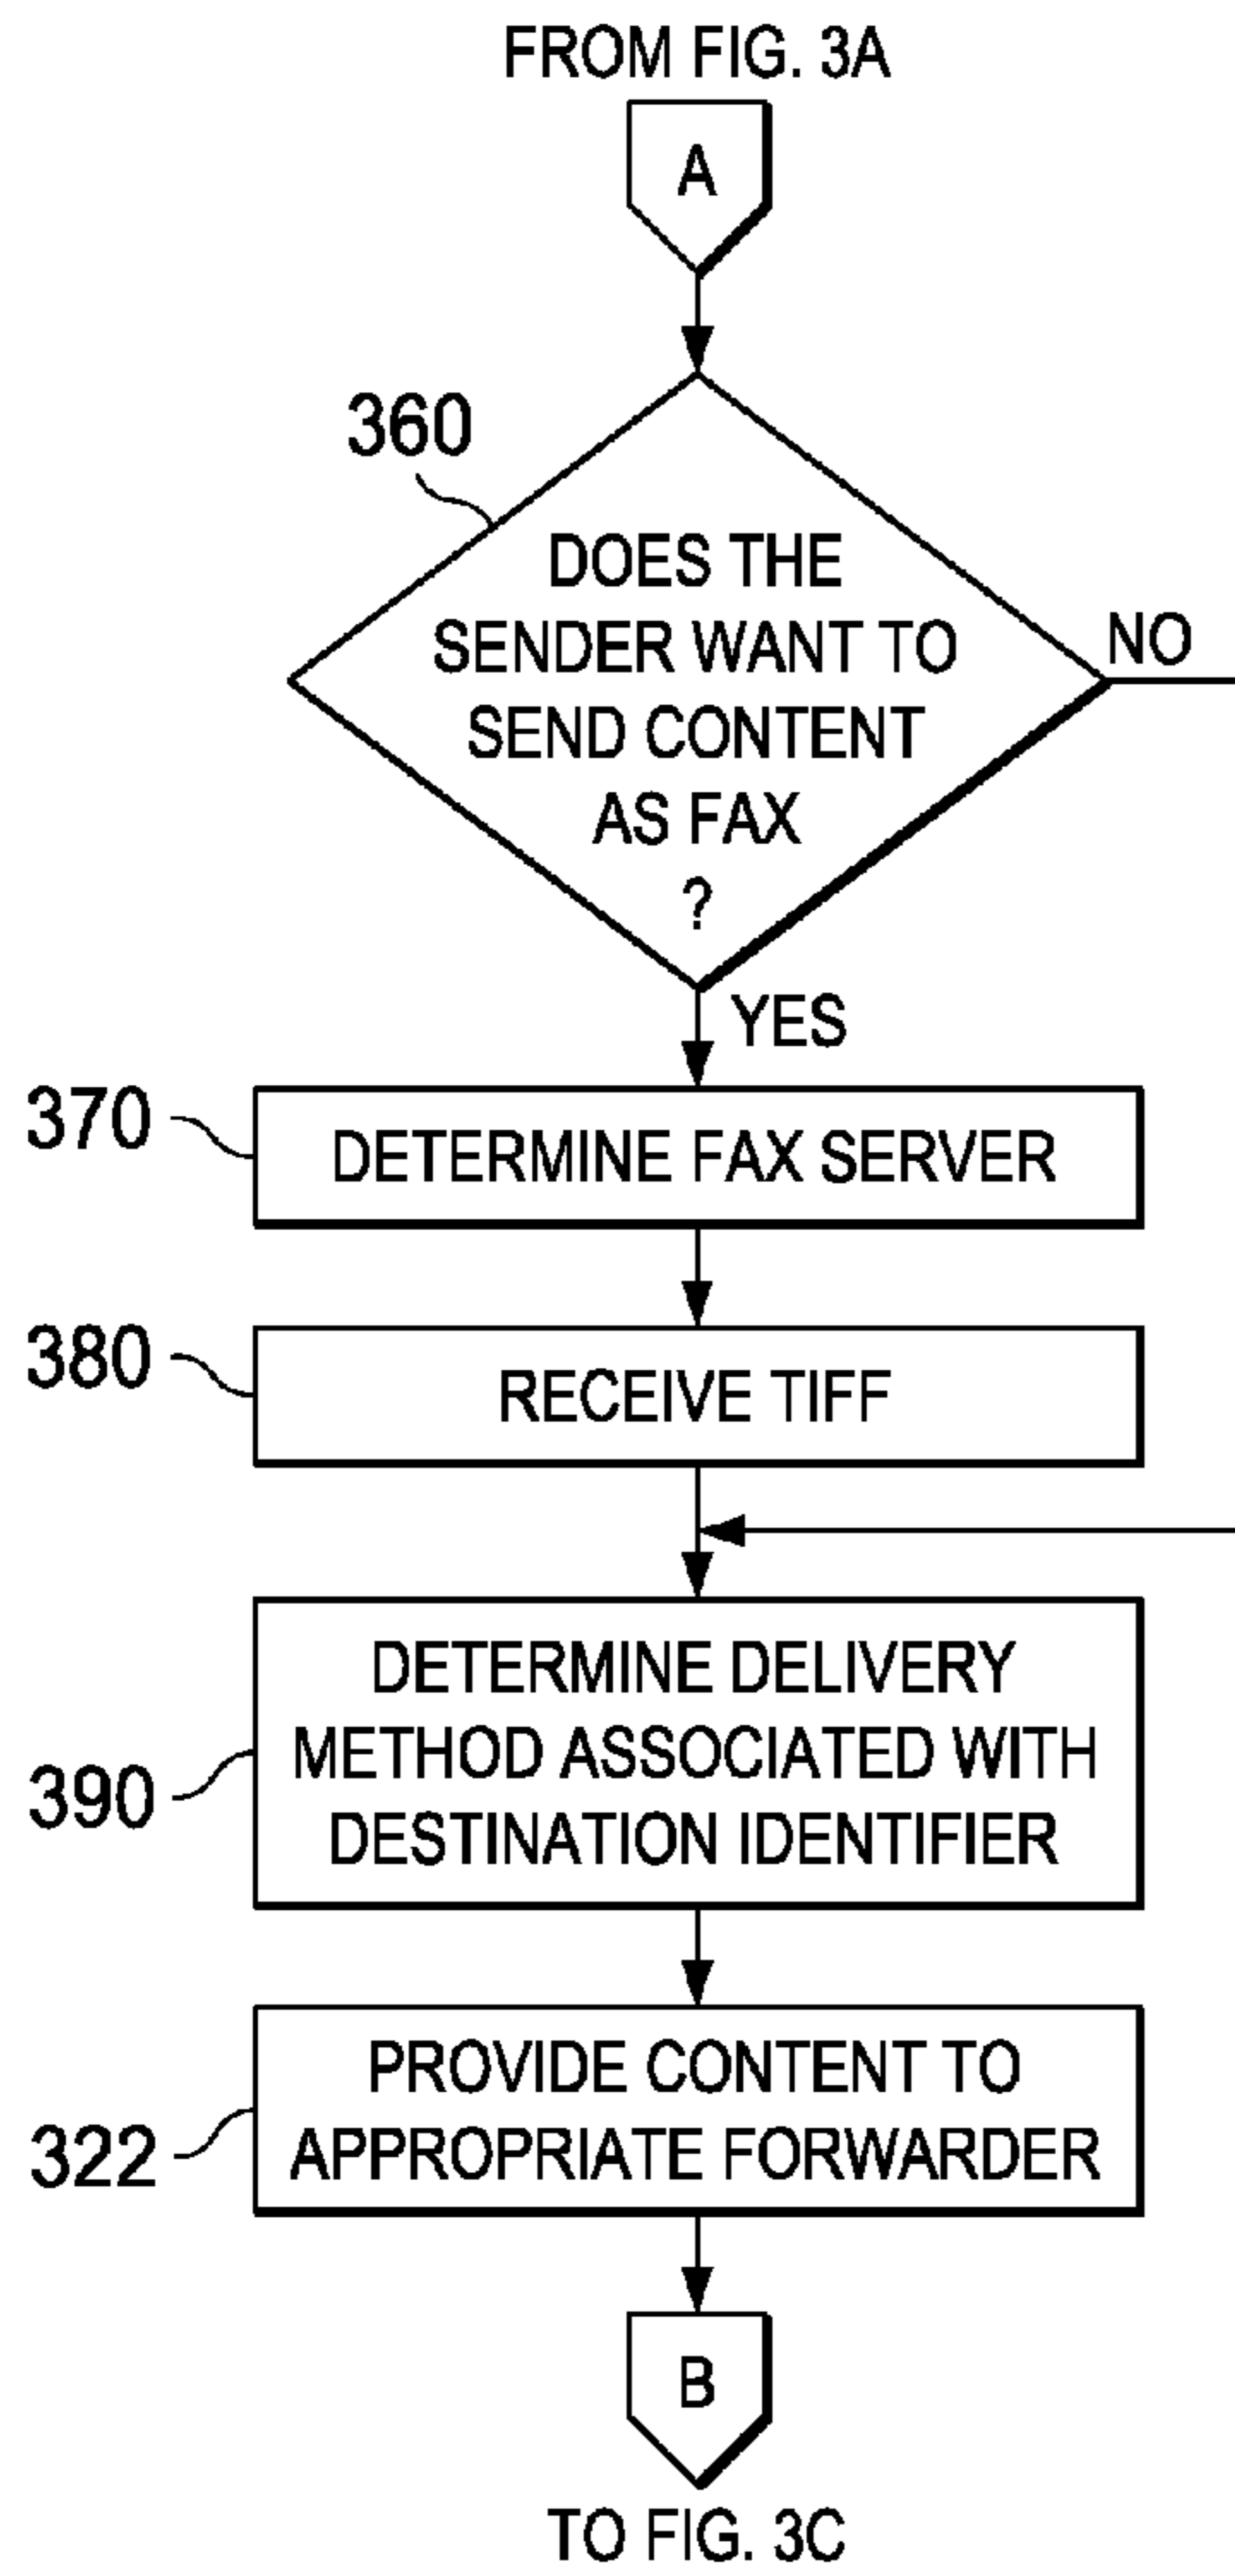 FROM FIG. 3A
A
360
DOES THE
SENDER WANT TO
SEND CONTENT
AS FAX
?
NO
YES
370
DETERMINE FAX SERVER
380
RECEIVE TIFF
390
DETERMINE DELIVERY
METHOD ASSOCIATED WITH
DESTINATION IDENTIFIER
322
PROVIDE CONTENT TO
APPROPRIATE FORWARDER
B
TO FIG. 3C